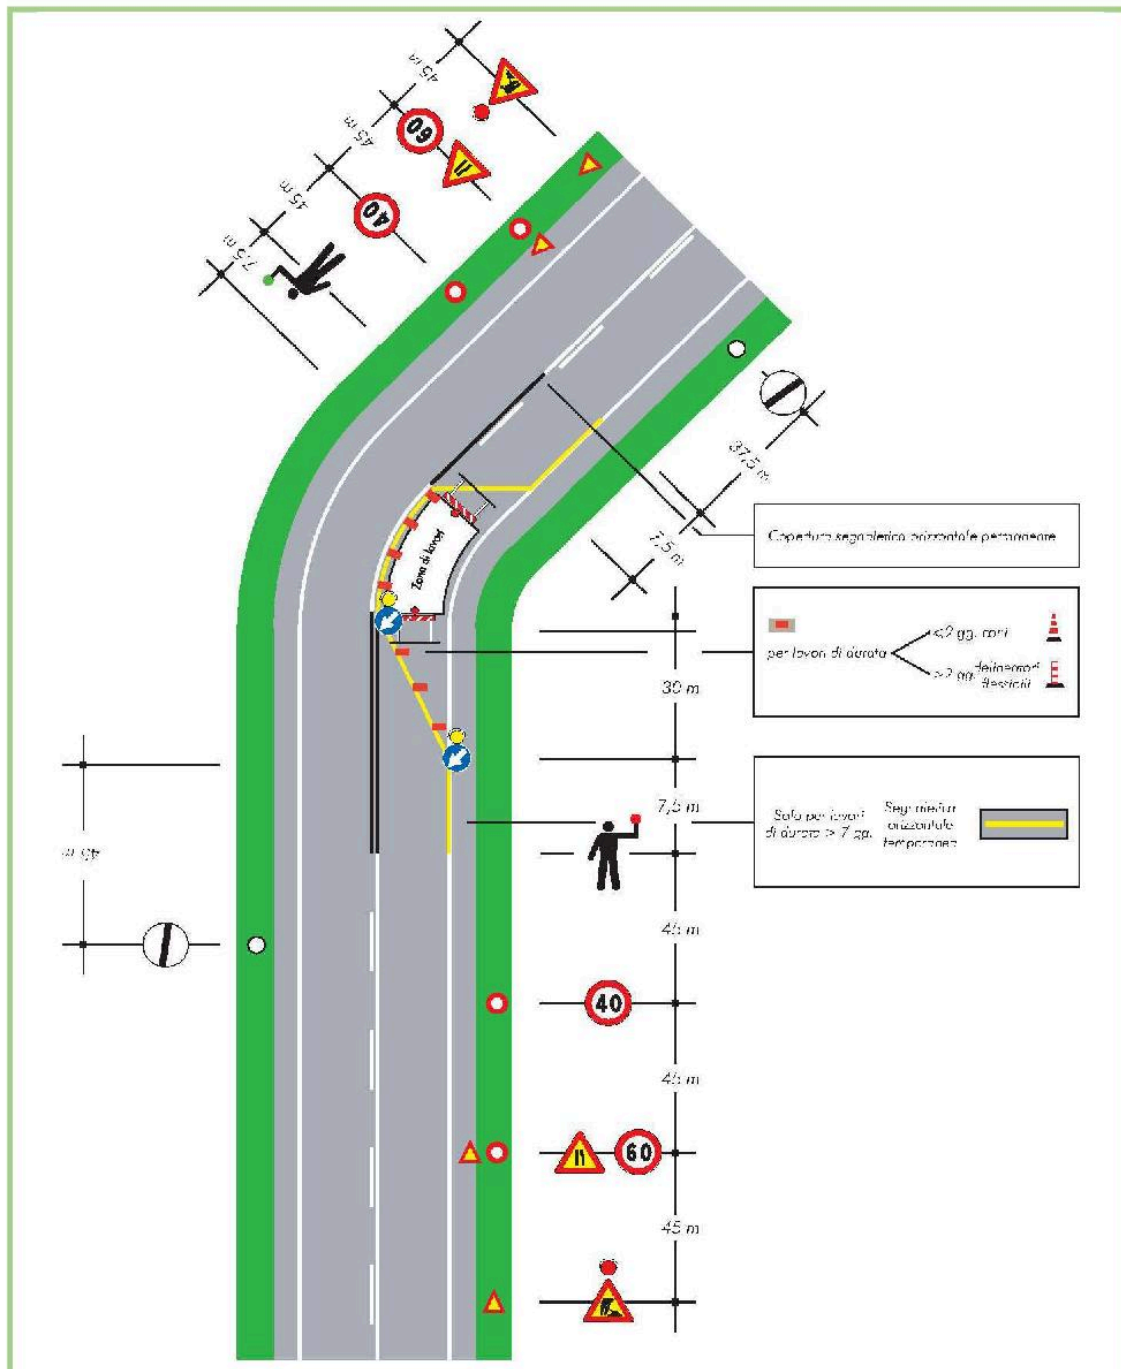 45 m
60
45 m
40
45 m
7,5 m
37,5 m
7,5 m
Copertura segnaletica orizzontale permanente
Zona di lavori
<2 gg. coni
per lavori di durata
>2 gg. delineatori
flessibili
30 m
7,5 m
Solo per lavori
di durata > 7 gg.
Segnaletica
orizzontale
temporanea
45 m
45 m
40
45 m
60
45 m